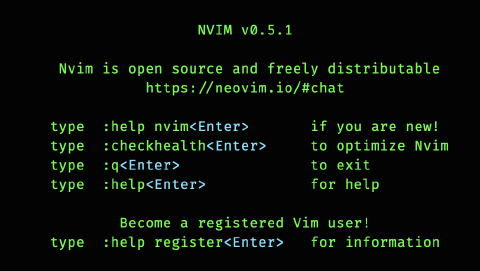 NVIM v0.5.1
Nvim is open source and freely distributable
https://neovim.io/#chat
type :help nvim<Enter> if you are new!
type :checkhealth<Enter> to optimize Nvim
type :q<Enter> to exit
type :help<Enter> for help
Become a registered Vim user!
type :help register<Enter> for information